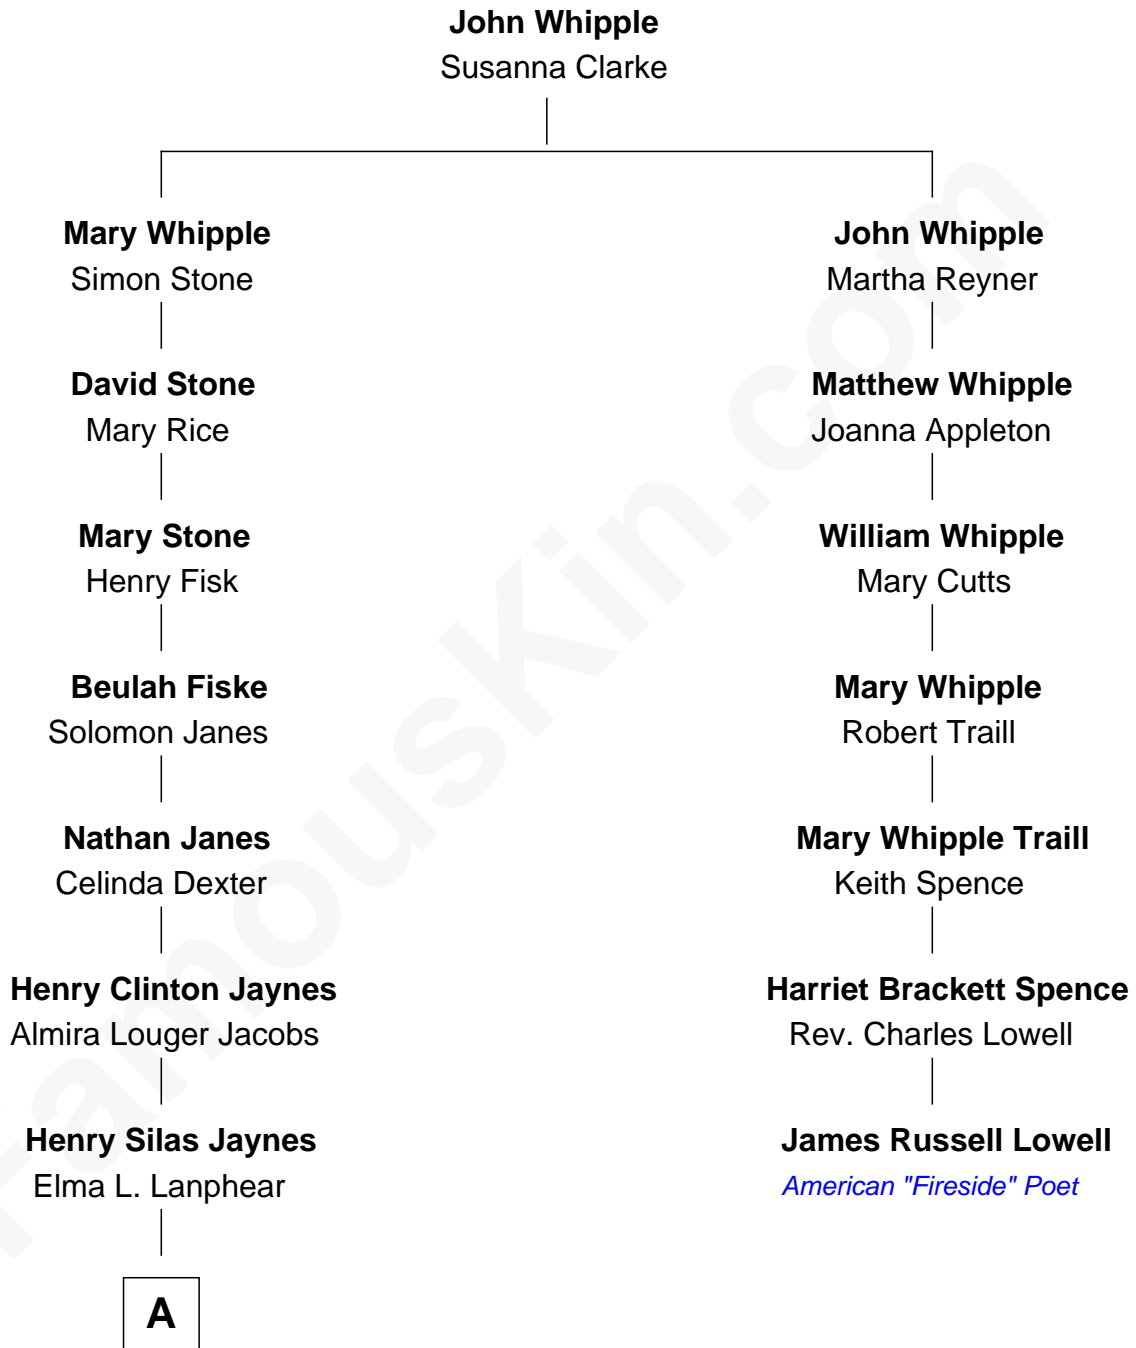 John Whipple
Susanna Clarke
Mary Whipple
Simon Stone
David Stone
Mary Rice
Mary Stone
Henry Fisk
Beulah Fiske
Solomon Janes
Nathan Janes
Celinda Dexter
Henry Clinton Jaynes
Almira Louger Jacobs
Henry Silas Jaynes
Elma L. Lanphear
A
John Whipple
Martha Reyner
Matthew Whipple
Joanna Appleton
William Whipple
Mary Cutts
Mary Whipple
Robert Traill
Mary Whipple Traill
Keith Spence
Harriet Brackett Spence
Rev. Charles Lowell
James Russell Lowell
American "Fireside" Poet
FamousKin.com